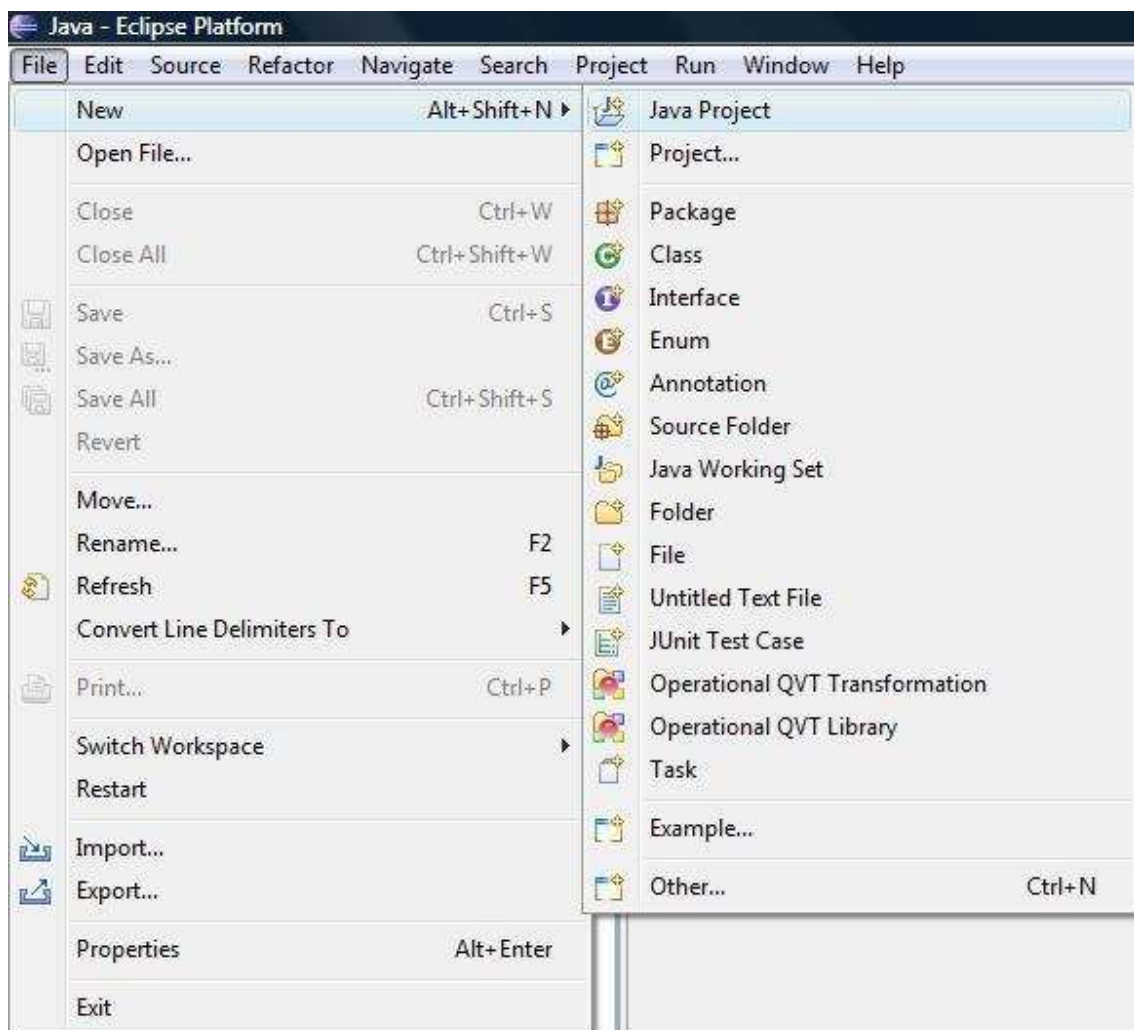 Java - Eclipse Platform
File Edit Source Refactor Navigate Search Project Run Window Help
New Alt+Shift+N
Open File...
Close Ctrl+W
Close All Ctrl+Shift+W
Save Ctrl+S
Save As...
Save All Ctrl+Shift+S
Revert
Move...
Rename... F2
Refresh F5
Convert Line Delimiters To
Print... Ctrl+P
Switch Workspace
Restart
Import...
Export...
Properties Alt+Enter
Exit
Java Project
Project...
Package
Class
Interface
Enum
Annotation
Source Folder
Java Working Set
Folder
File
Untitled Text File
JUnit Test Case
Operational QVT Transformation
Operational QVT Library
Task
Example...
Other... Ctrl+N